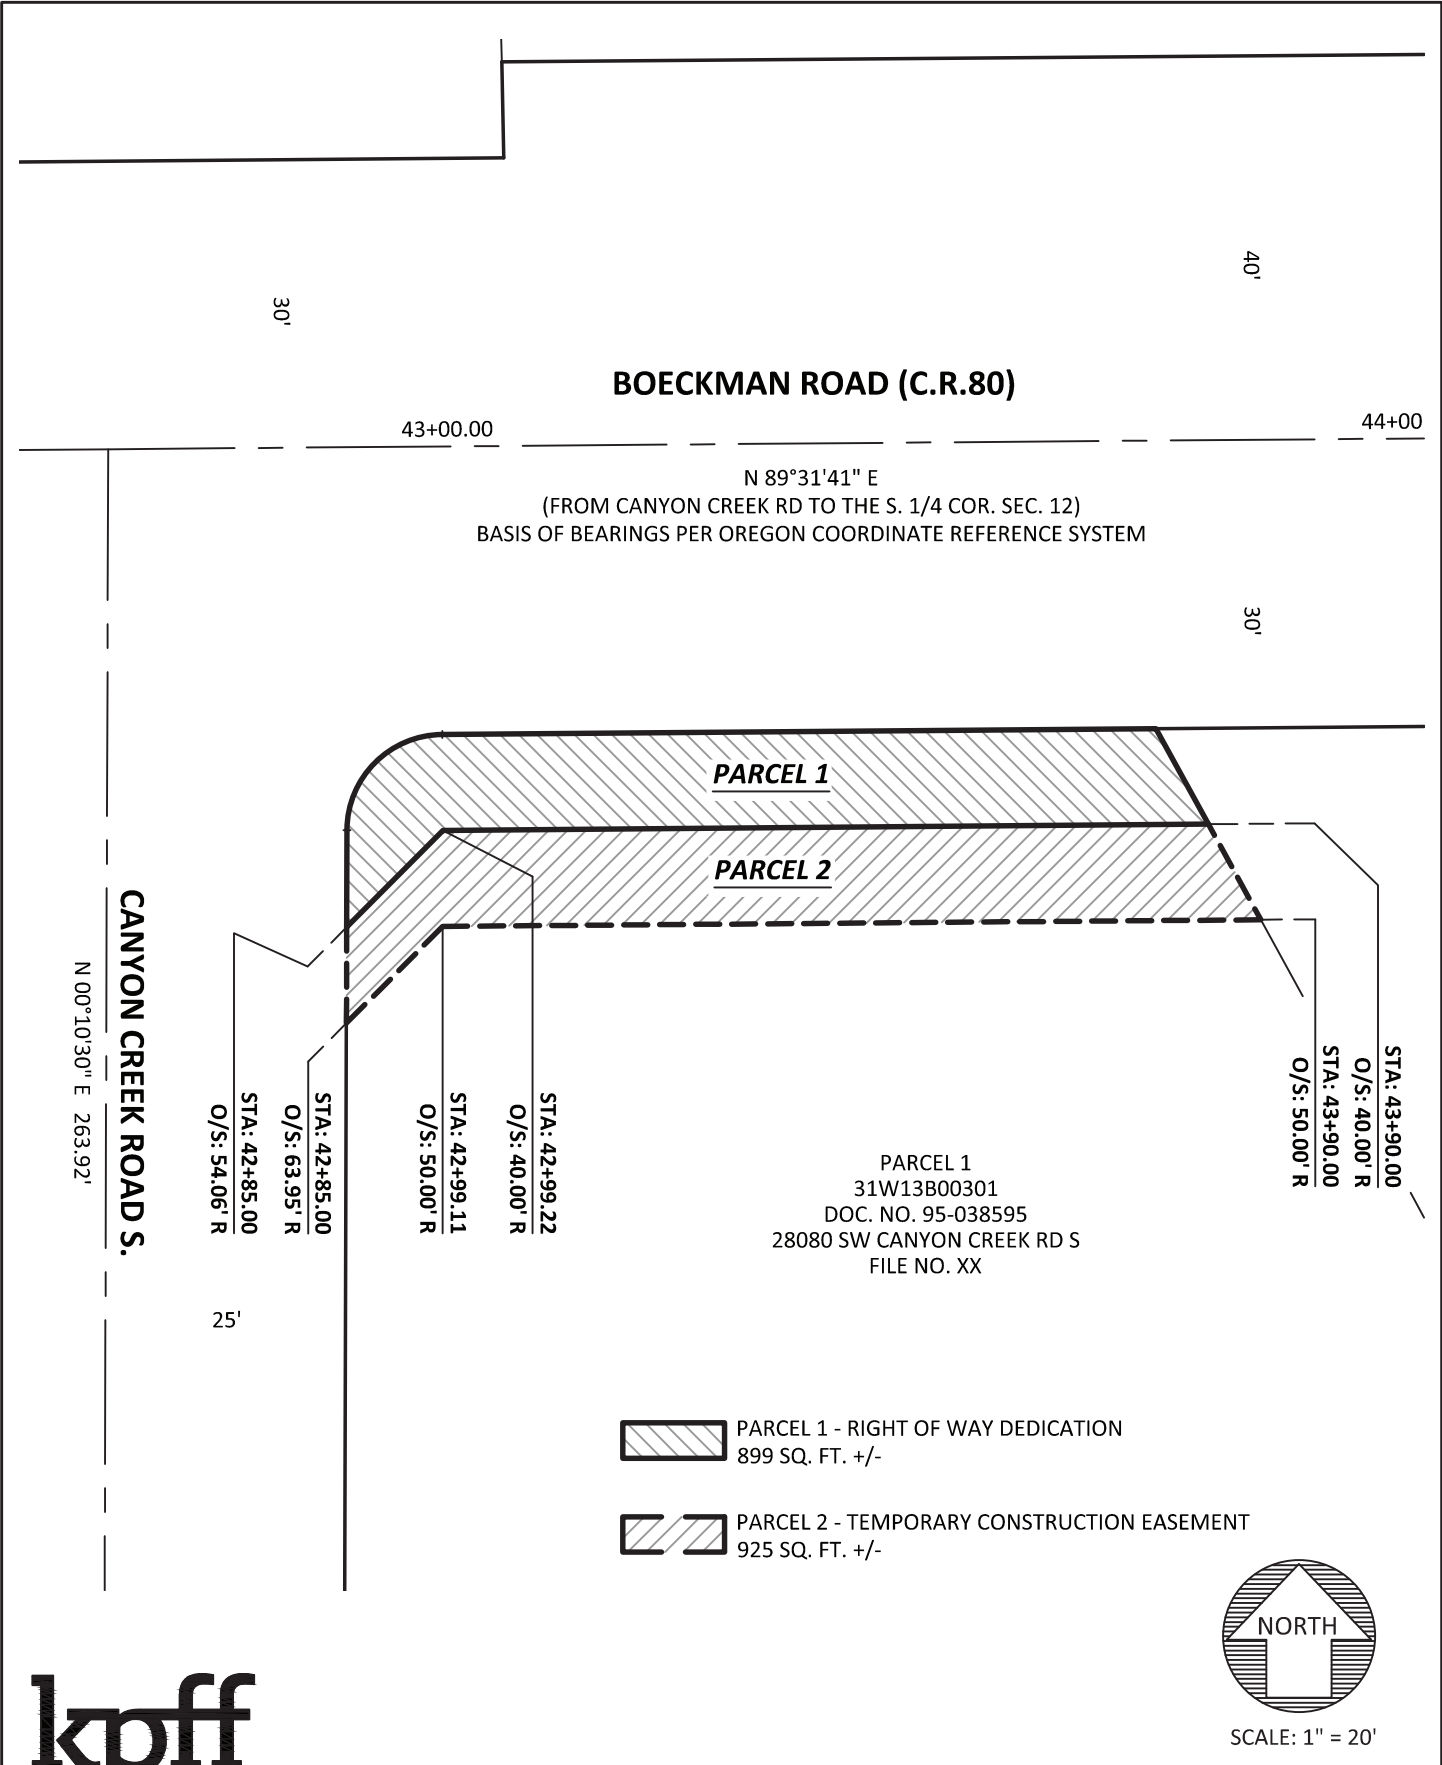 40'
30'
BOECKMAN ROAD (C.R.80)
43+00.00
44+00
N 89°31'41" E
(FROM CANYON CREEK RD TO THE S. 1/4 COR. SEC. 12)
BASIS OF BEARINGS PER OREGON COORDINATE REFERENCE SYSTEM
30'
PARCEL 1
PARCEL 2
CANYON CREEK ROAD S.
N 00°10'30" E 263.92'
STA: 42+85.00
O/S: 54.06' R
STA: 42+85.00
O/S: 63.95' R
STA: 42+99.11
O/S: 50.00' R
STA: 42+99.22
O/S: 40.00' R
STA: 43+90.00
O/S: 50.00' R
STA: 43+90.00
O/S: 40.00' R
PARCEL 1
31W13B00301
DOC. NO. 95-038595
28080 SW CANYON CREEK RD S
FILE NO. XX
25'
PARCEL 1 - RIGHT OF WAY DEDICATION
899 SQ. FT. +/-
PARCEL 2 - TEMPORARY CONSTRUCTION EASEMENT
925 SQ. FT. +/-
NORTH
SCALE: 1" = 20'
kpff